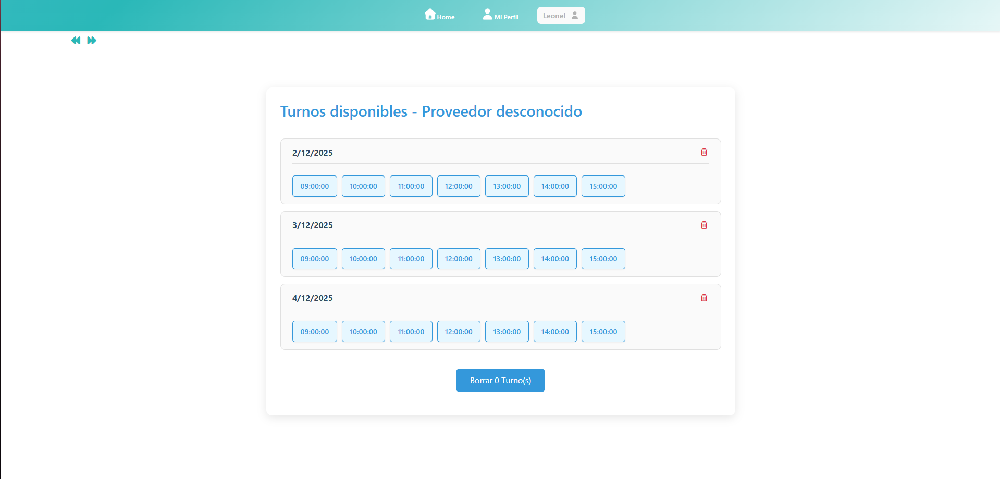 Home Mi Perfil Leonel
Turnos disponibles - Proveedor desconocido
2/12/2025
09:00:00 10:00:00 11:00:00 12:00:00 13:00:00 14:00:00 15:00:00
3/12/2025
09:00:00 10:00:00 11:00:00 12:00:00 13:00:00 14:00:00 15:00:00
4/12/2025
09:00:00 10:00:00 11:00:00 12:00:00 13:00:00 14:00:00 15:00:00
Borrar 0 Turno(s)